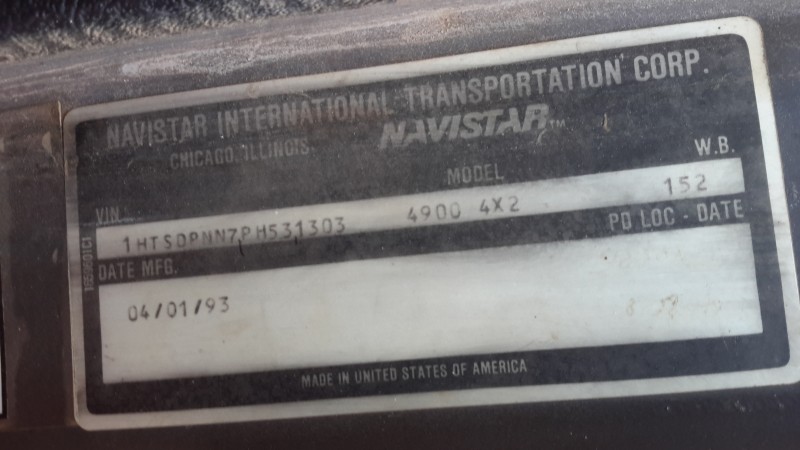 NAVISTAR INTERNATIONAL TRANSPORTATION CORP.
CHICAGO, ILLINOIS. NAVISTAR™
VIN. MODEL W.B.
1HTSDPNN7PH531303 4900 4X2 152
DATE MFG. PD LOC - DATE
04/01/93
MADE IN UNITED STATES OF AMERICA